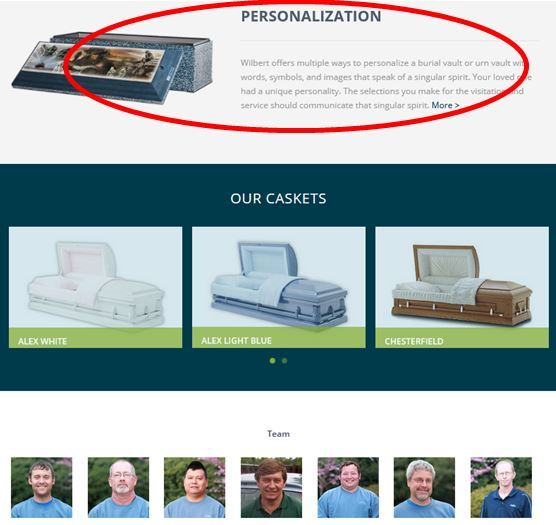 PERSONALIZATION
Wilbert offers multiple ways to personalize a burial vault or urn vault with
words, symbols, and images that speak of a singular spirit. Your loved one
had a unique personality. The selections you make for the visitation and
service should communicate that singular spirit. More >
OUR CASKETS
ALEX WHITE
ALEX LIGHT BLUE
CHESTERFIELD
Team